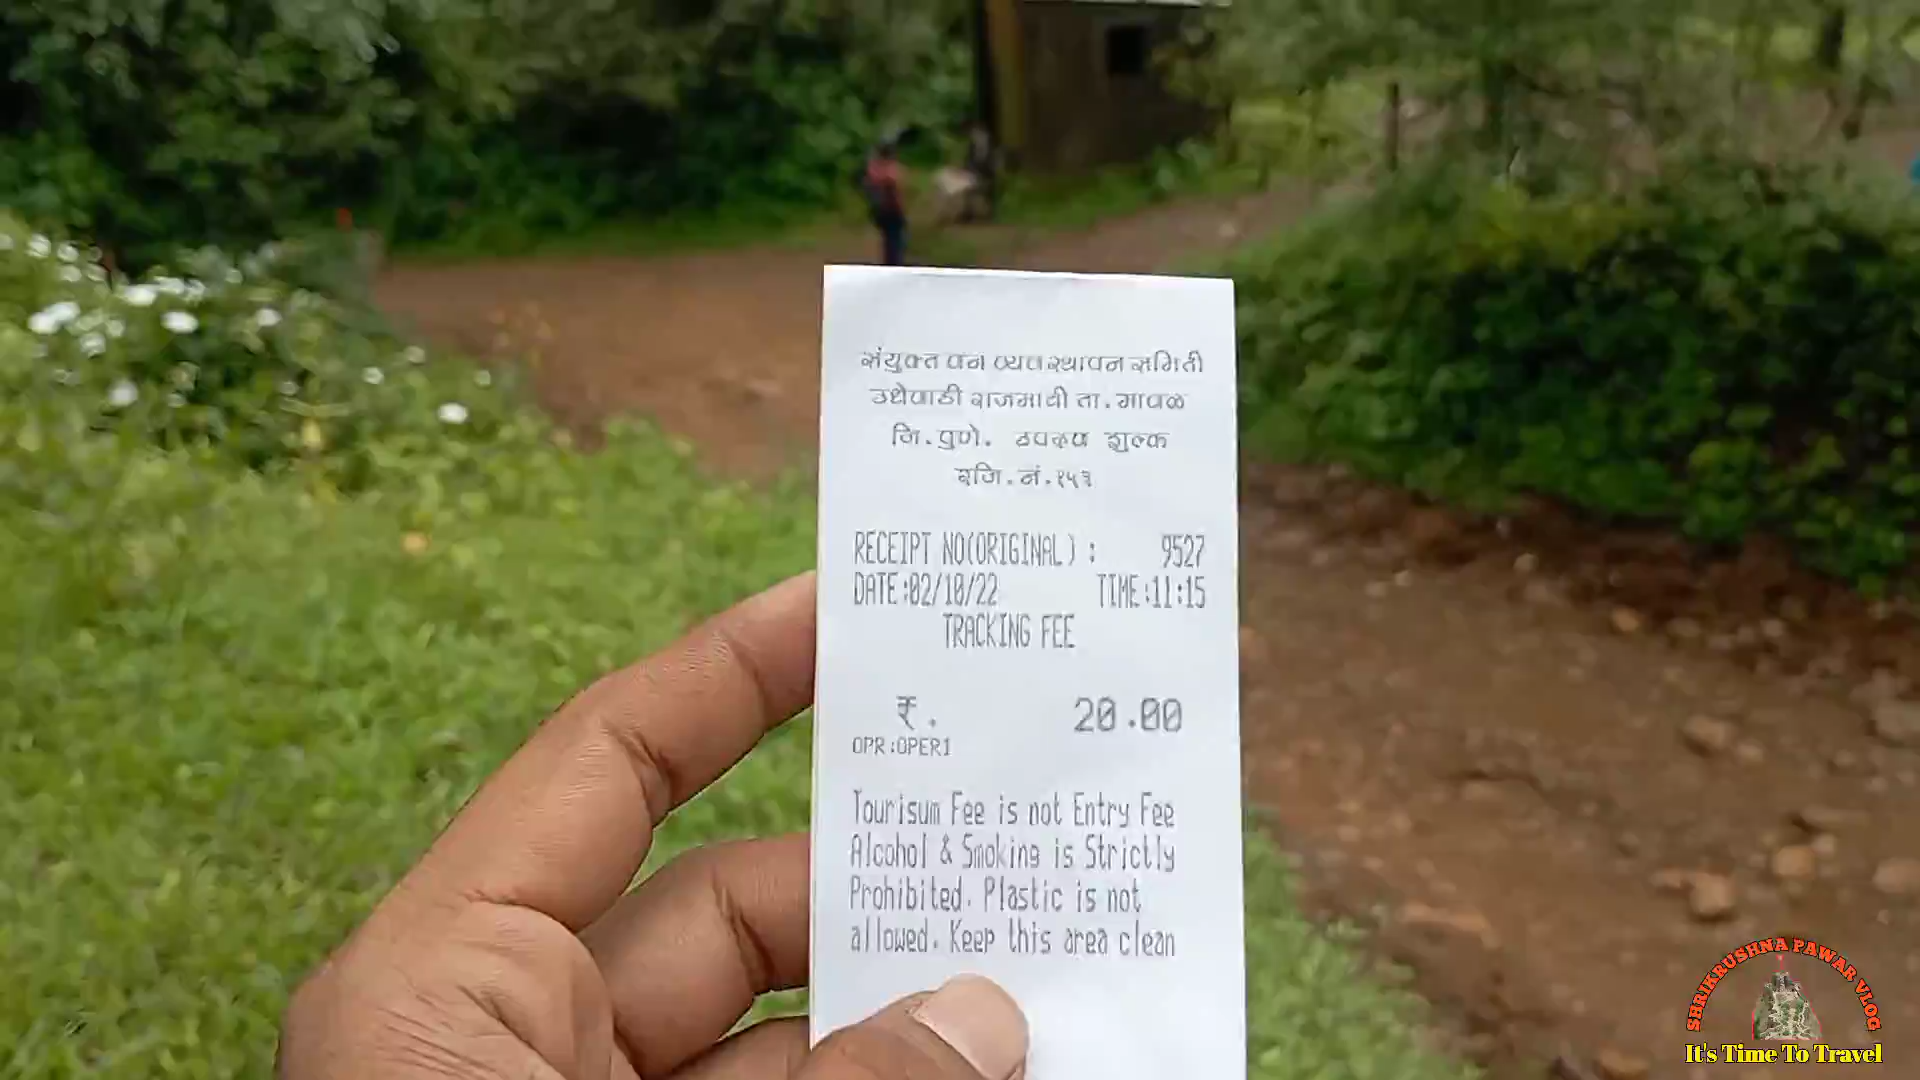 संयुक्त वन व्यवस्थापन समिती
उधेवाडी राजमाची ता. मावळ
जि.पुणे. उपद्रव शुल्क
रजि.नं.१५३
RECEIPT NO(ORIGINAL) : 9527
DATE:02/10/22 TIME:11:15
TRACKING FEE
₹. 20.00
OPR:OPER1
Tourisum Fee is not Entry Fee
Alcohol & Smoking is Strictly
Prohibited. Plastic is not
allowed. Keep this area clean
SHRIKRUSHNA PAWAR VLOG
It's Time To Travel